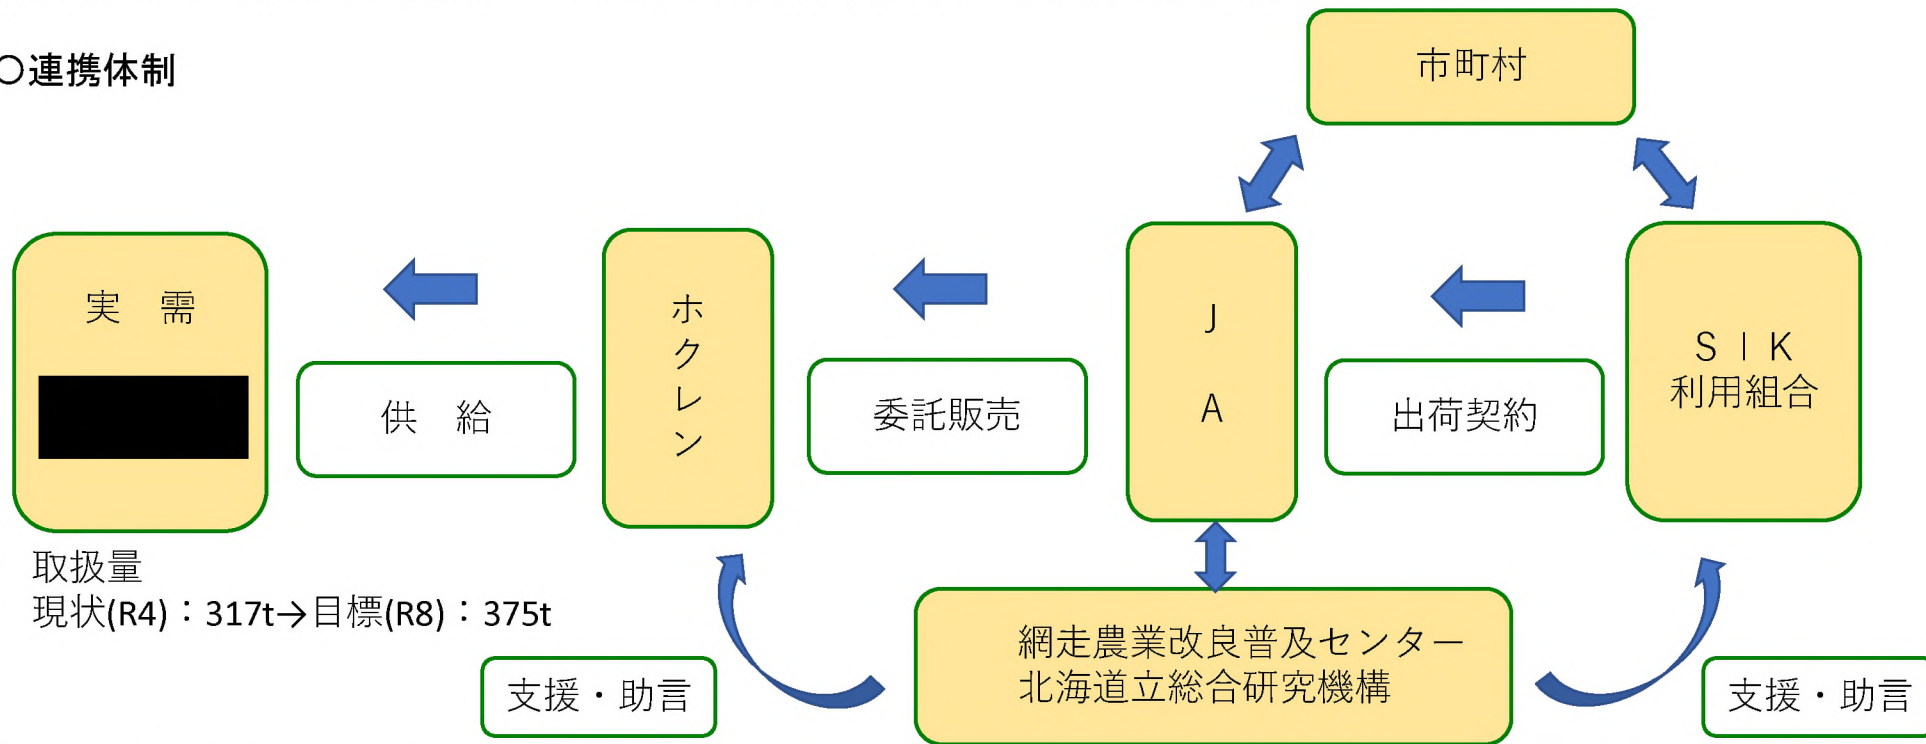 ○連携体制
市町村
実　需
供　給
ホクレン
委託販売
ＪＡ
出荷契約
ＳＩＫ
利用組合
取扱量
現状(R4)：317t→目標(R8)：375t
支援・助言
網走農業改良普及センター
北海道立総合研究機構
支援・助言